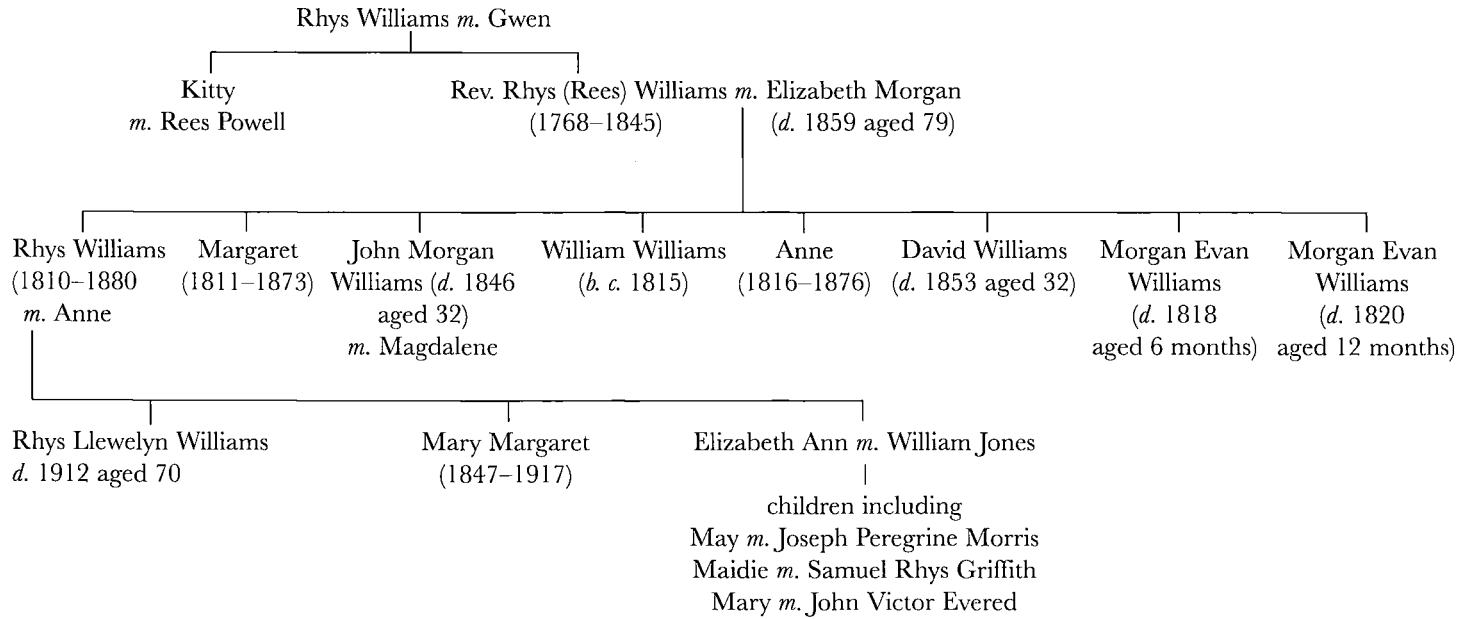 Rhys Williams m. Gwen
Kitty
m. Rees Powell
Rev. Rhys (Rees) Williams m. Elizabeth Morgan
(1768–1845)
(d. 1859 aged 79)
Rhys Williams
(1810–1880
m. Anne
Margaret
(1811–1873)
John Morgan
Williams (d. 1846
aged 32)
m. Magdalene
William Williams
(b. c. 1815)
Anne
(1816–1876)
David Williams
(d. 1853 aged 32)
Morgan Evan
Williams
(d. 1818
aged 6 months)
Morgan Evan
Williams
(d. 1820
aged 12 months)
Rhys Llewelyn Williams
d. 1912 aged 70
Mary Margaret
(1847–1917)
Elizabeth Ann m. William Jones
children including
May m. Joseph Peregrine Morris
Maidie m. Samuel Rhys Griffith
Mary m. John Victor Evered